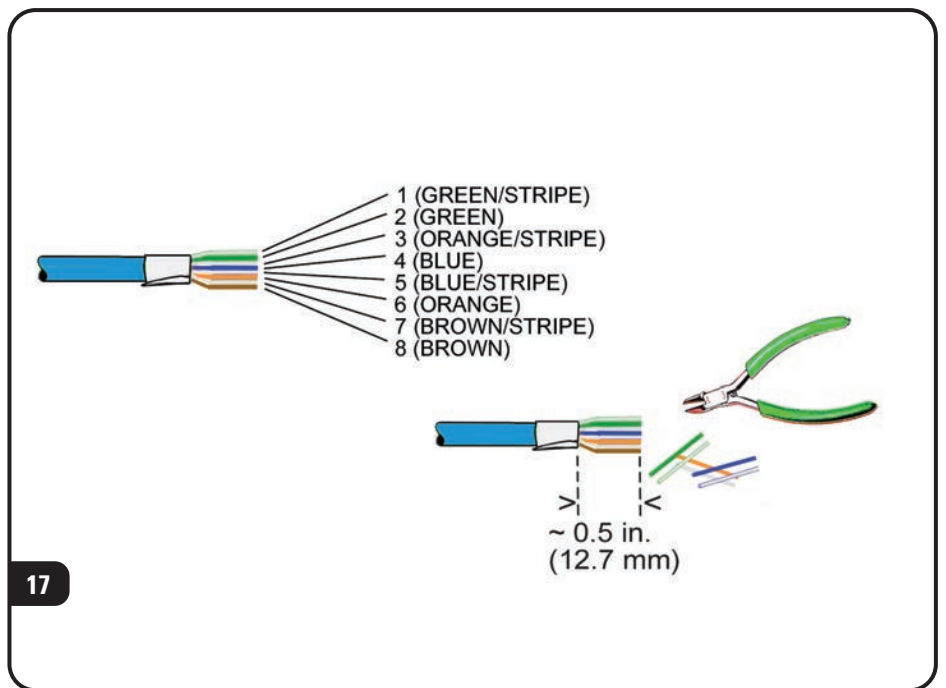 1 (GREEN/STRIPE)
2 (GREEN)
3 (ORANGE/STRIPE)
4 (BLUE)
5 (BLUE/STRIPE)
6 (ORANGE)
7 (BROWN/STRIPE)
8 (BROWN)
> <
~ 0.5 in.
(12.7 mm)
17